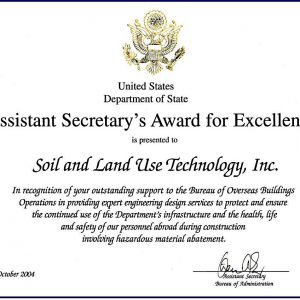 United States
Department of State
ssistant Secretary's Award for Excellen
is presented to
Soil and Land Use Technology, Inc.
In recognition of your outstanding support to the Bureau of Overseas Buildings
Operations in providing expert engineering design services to protect and ensure
the continued use of the Department's infrastructure and the health, life
and safety of our personnel abroad during construction
involving hazardous material abatement.
October 2004
Assistant Secretary
Bureau of Administration